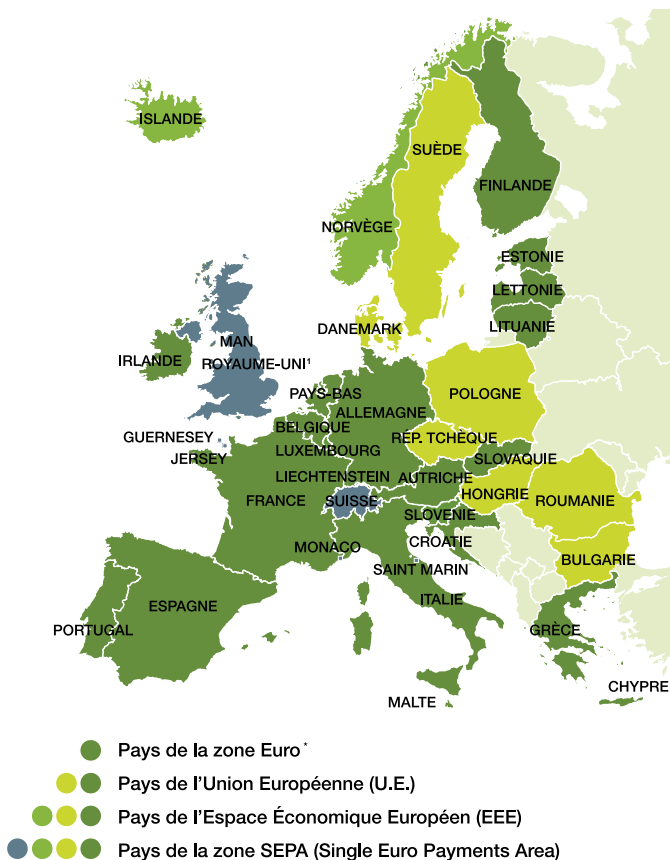 ISLANDE
SUÈDE
FINLANDE
NORVÈGE
ESTONIE
LETTONIE
LITUANIE
DANEMARK
MAN
IRLANDE
ROYAUME-UNI¹
POLOGNE
PAYS-BAS
ALLEMAGNE
BELGIQUE
GUERNESEY
RÉP. TCHÈQUE
JERSEY
LUXEMBOURG
SLOVAQUIE
LIECHTENSTEIN
AUTRICHE
FRANCE
SUISSE
HONGRIE
ROUMANIE
SLOVENIE
CROATIE
MONACO
BULGARIE
SAINT MARIN
ESPAGNE
ITALIE
PORTUGAL
GRÈCE
CHYPRE
MALTE
Pays de la zone Euro*
Pays de l'Union Européenne (U.E.)
Pays de l'Espace Économique Européen (EEE)
Pays de la zone SEPA (Single Euro Payments Area)